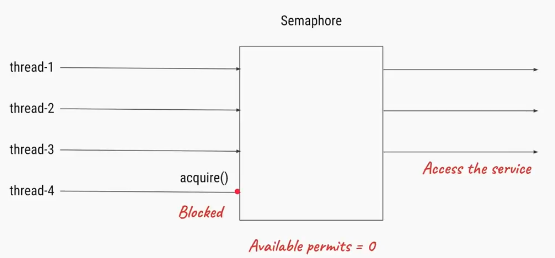 Semaphore
thread-1
thread-2
thread-3
Access the service
acquire()
thread-4
Blocked
Available permits = 0